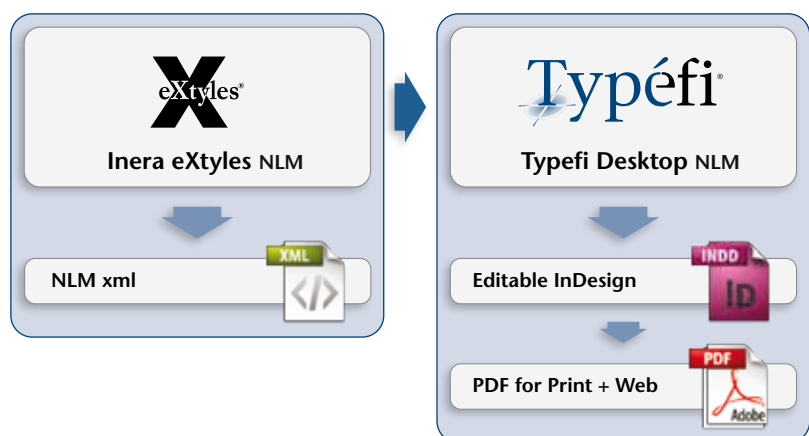 eXtyles®
Inera eXtyles NLM
NLM xml
XML
</>
Typéfi®
Typefi Desktop NLM
Editable InDesign
INDD
ID
PDF for Print + Web
PDF
Adobe